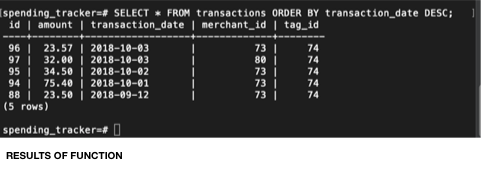 [spending_tracker=# SELECT * FROM transactions ORDER BY transaction_date DESC;
 id | amount | transaction_date | merchant_id | tag_id
----+--------+------------------+-------------+--------
 96 |  23.57 | 2018-10-03       |          73 |     74
 97 |  32.00 | 2018-10-03       |          80 |     74
 95 |  34.50 | 2018-10-02       |          73 |     74
 94 |  75.40 | 2018-10-01       |          73 |     74
 88 |  23.50 | 2018-09-12       |          73 |     74
(5 rows)
spending_tracker=#
RESULTS OF FUNCTION